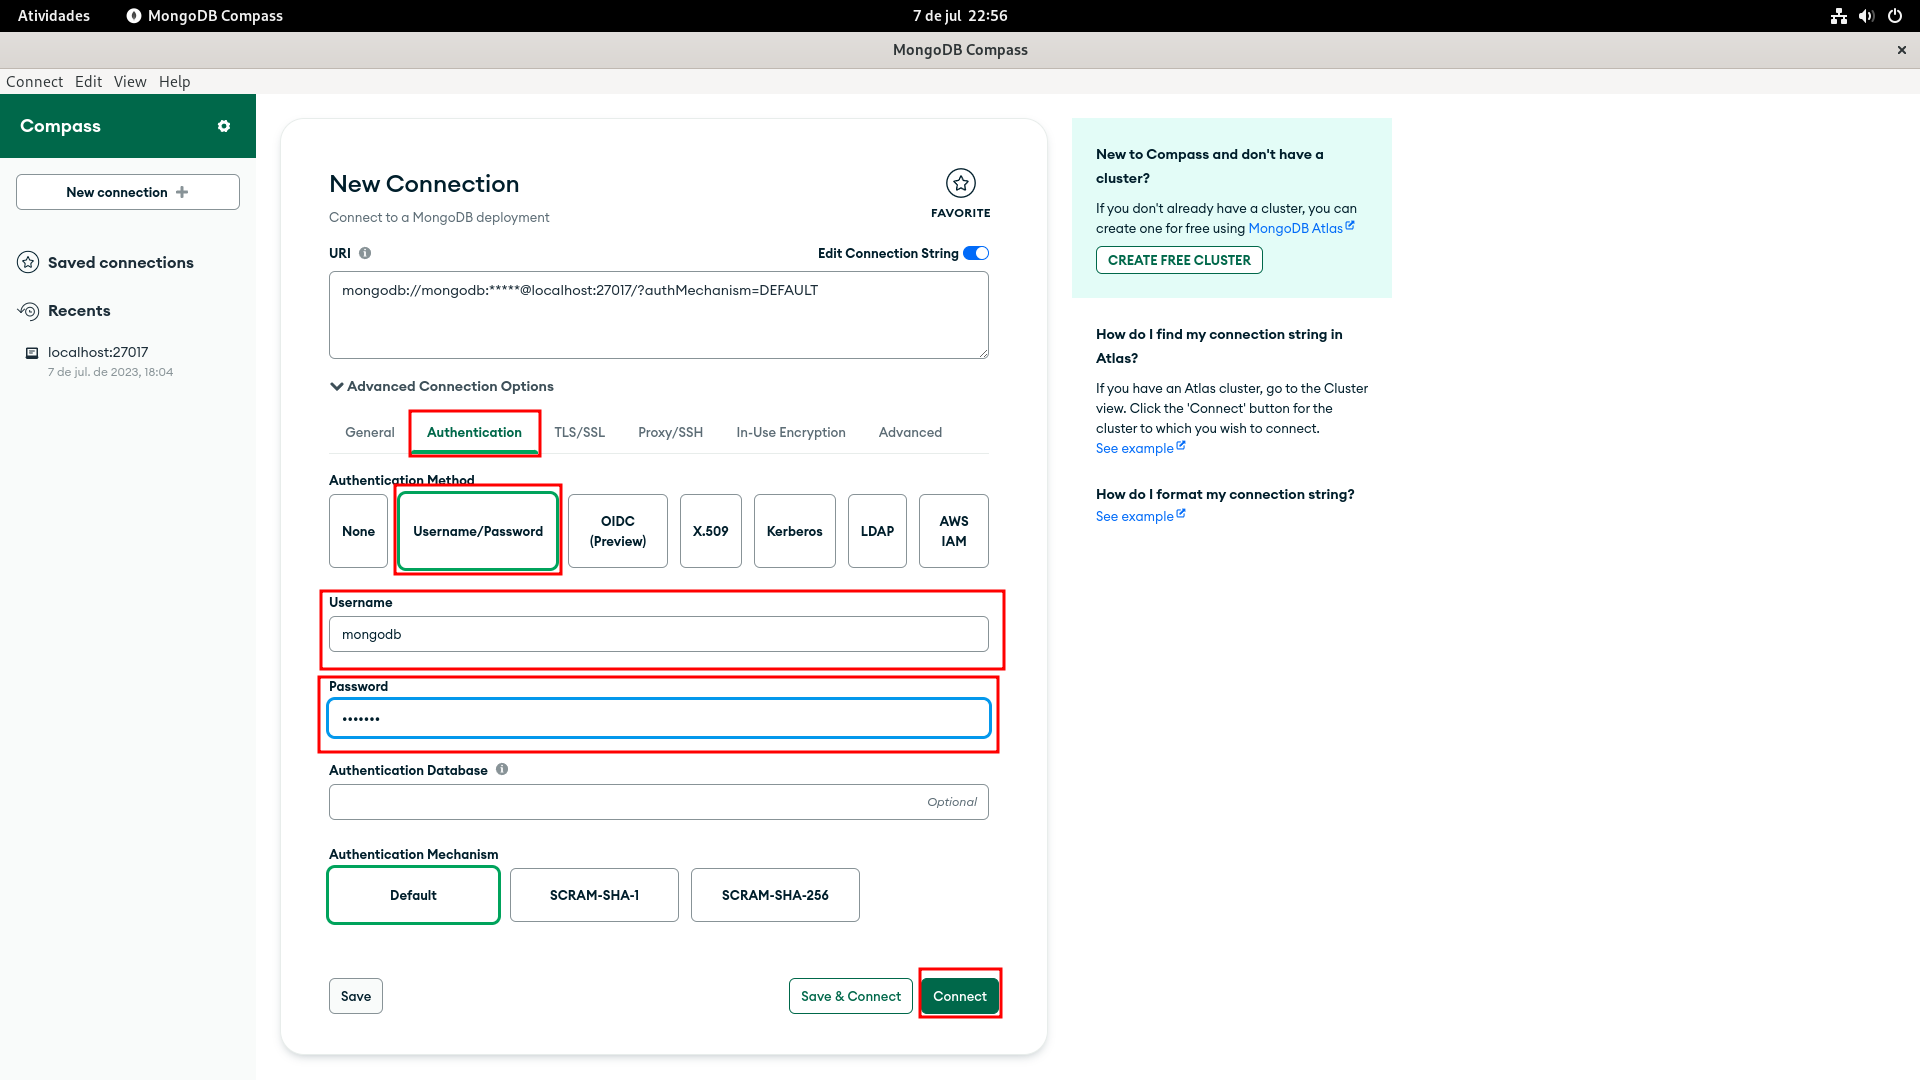 Atividades
MongoDB Compass
7 de jul 22:56
MongoDB Compass
Connect Edit View Help
Compass
New connection
Saved connections
Recents
localhost:27017
7 de jul. de 2023, 18:04
New Connection
Connect to a MongoDB deployment
FAVORITE
URI
Edit Connection String
mongodb://mongodb:*****@localhost:27017/?authMechanism=DEFAULT
Advanced Connection Options
General Authentication TLS/SSL Proxy/SSH In-Use Encryption Advanced
Authentication Method
None
Username/Password
OIDC
(Preview)
X.509
Kerberos
LDAP
AWS
IAM
Username
mongodb
Password
•••••••
Authentication Database
Optional
Authentication Mechanism
Default
SCRAM-SHA-1
SCRAM-SHA-256
Save
Save & Connect
Connect
New to Compass and don't have a
cluster?
If you don't already have a cluster, you can
create one for free using MongoDB Atlas
CREATE FREE CLUSTER
How do I find my connection string in
Atlas?
If you have an Atlas cluster, go to the Cluster
view. Click the 'Connect' button for the
cluster to which you wish to connect.
See example
How do I format my connection string?
See example